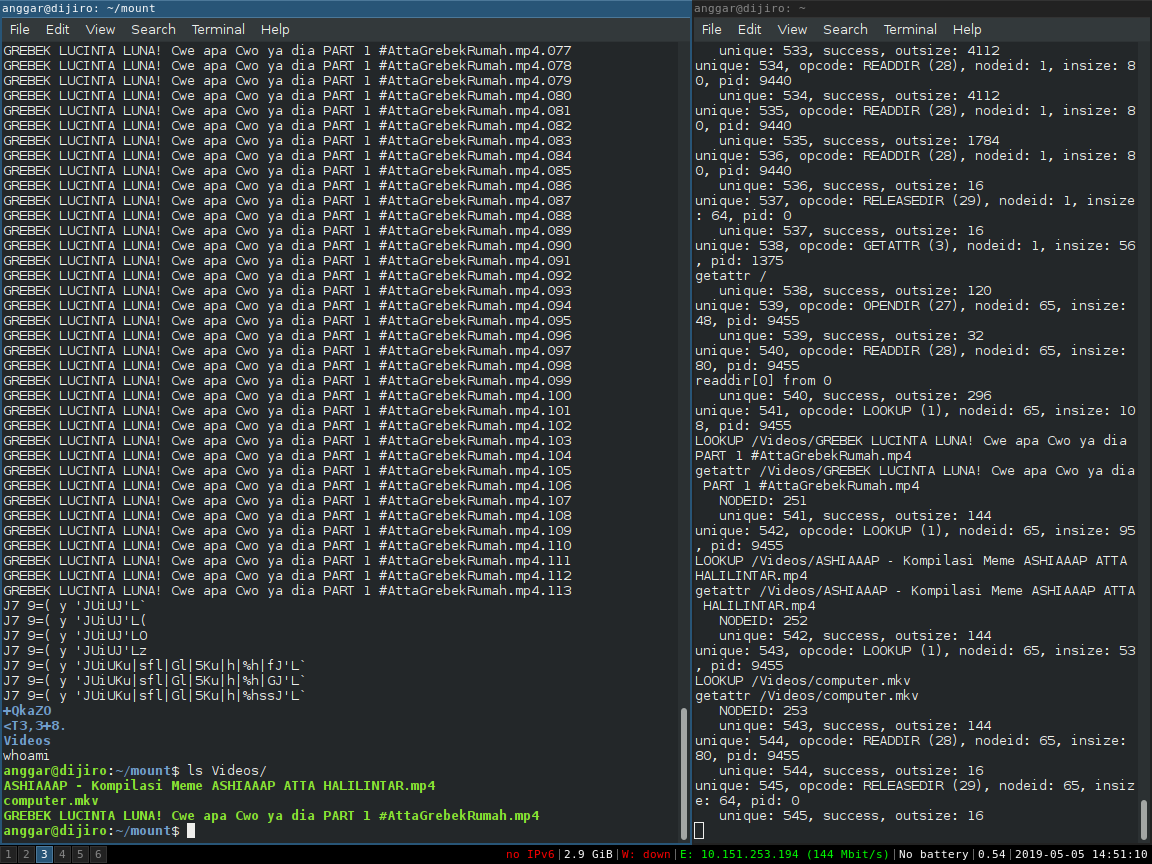 anggar@dijiro: ~/mount
File Edit View Search Terminal Help
GREBEK LUCINTA LUNA! Cwe apa Cwo ya dia PART 1 #AttaGrebekRumah.mp4.077
GREBEK LUCINTA LUNA! Cwe apa Cwo ya dia PART 1 #AttaGrebekRumah.mp4.078
GREBEK LUCINTA LUNA! Cwe apa Cwo ya dia PART 1 #AttaGrebekRumah.mp4.079
GREBEK LUCINTA LUNA! Cwe apa Cwo ya dia PART 1 #AttaGrebekRumah.mp4.080
GREBEK LUCINTA LUNA! Cwe apa Cwo ya dia PART 1 #AttaGrebekRumah.mp4.081
GREBEK LUCINTA LUNA! Cwe apa Cwo ya dia PART 1 #AttaGrebekRumah.mp4.082
GREBEK LUCINTA LUNA! Cwe apa Cwo ya dia PART 1 #AttaGrebekRumah.mp4.083
GREBEK LUCINTA LUNA! Cwe apa Cwo ya dia PART 1 #AttaGrebekRumah.mp4.084
GREBEK LUCINTA LUNA! Cwe apa Cwo ya dia PART 1 #AttaGrebekRumah.mp4.085
GREBEK LUCINTA LUNA! Cwe apa Cwo ya dia PART 1 #AttaGrebekRumah.mp4.086
GREBEK LUCINTA LUNA! Cwe apa Cwo ya dia PART 1 #AttaGrebekRumah.mp4.087
GREBEK LUCINTA LUNA! Cwe apa Cwo ya dia PART 1 #AttaGrebekRumah.mp4.088
GREBEK LUCINTA LUNA! Cwe apa Cwo ya dia PART 1 #AttaGrebekRumah.mp4.089
GREBEK LUCINTA LUNA! Cwe apa Cwo ya dia PART 1 #AttaGrebekRumah.mp4.090
GREBEK LUCINTA LUNA! Cwe apa Cwo ya dia PART 1 #AttaGrebekRumah.mp4.091
GREBEK LUCINTA LUNA! Cwe apa Cwo ya dia PART 1 #AttaGrebekRumah.mp4.092
GREBEK LUCINTA LUNA! Cwe apa Cwo ya dia PART 1 #AttaGrebekRumah.mp4.093
GREBEK LUCINTA LUNA! Cwe apa Cwo ya dia PART 1 #AttaGrebekRumah.mp4.094
GREBEK LUCINTA LUNA! Cwe apa Cwo ya dia PART 1 #AttaGrebekRumah.mp4.095
GREBEK LUCINTA LUNA! Cwe apa Cwo ya dia PART 1 #AttaGrebekRumah.mp4.096
GREBEK LUCINTA LUNA! Cwe apa Cwo ya dia PART 1 #AttaGrebekRumah.mp4.097
GREBEK LUCINTA LUNA! Cwe apa Cwo ya dia PART 1 #AttaGrebekRumah.mp4.098
GREBEK LUCINTA LUNA! Cwe apa Cwo ya dia PART 1 #AttaGrebekRumah.mp4.099
GREBEK LUCINTA LUNA! Cwe apa Cwo ya dia PART 1 #AttaGrebekRumah.mp4.100
GREBEK LUCINTA LUNA! Cwe apa Cwo ya dia PART 1 #AttaGrebekRumah.mp4.101
GREBEK LUCINTA LUNA! Cwe apa Cwo ya dia PART 1 #AttaGrebekRumah.mp4.102
GREBEK LUCINTA LUNA! Cwe apa Cwo ya dia PART 1 #AttaGrebekRumah.mp4.103
GREBEK LUCINTA LUNA! Cwe apa Cwo ya dia PART 1 #AttaGrebekRumah.mp4.104
GREBEK LUCINTA LUNA! Cwe apa Cwo ya dia PART 1 #AttaGrebekRumah.mp4.105
GREBEK LUCINTA LUNA! Cwe apa Cwo ya dia PART 1 #AttaGrebekRumah.mp4.106
GREBEK LUCINTA LUNA! Cwe apa Cwo ya dia PART 1 #AttaGrebekRumah.mp4.107
GREBEK LUCINTA LUNA! Cwe apa Cwo ya dia PART 1 #AttaGrebekRumah.mp4.108
GREBEK LUCINTA LUNA! Cwe apa Cwo ya dia PART 1 #AttaGrebekRumah.mp4.109
GREBEK LUCINTA LUNA! Cwe apa Cwo ya dia PART 1 #AttaGrebekRumah.mp4.110
GREBEK LUCINTA LUNA! Cwe apa Cwo ya dia PART 1 #AttaGrebekRumah.mp4.111
GREBEK LUCINTA LUNA! Cwe apa Cwo ya dia PART 1 #AttaGrebekRumah.mp4.112
GREBEK LUCINTA LUNA! Cwe apa Cwo ya dia PART 1 #AttaGrebekRumah.mp4.113
J7 9=( y 'JUiUJ'L`
J7 9=( y 'JUiUJ'L(
J7 9=( y 'JUiUJ'LO
J7 9=( y 'JUiUJ'Lz
J7 9=( y 'JUiUKu|sfl|Gl|5Ku|h|%h|fJ'L`
J7 9=( y 'JUiUKu|sfl|Gl|5Ku|h|%h|GJ'L`
J7 9=( y 'JUiUKu|sfl|Gl|5Ku|h|%hssJ'L`
+QkaZO
<T3,3+8.
Videos
whoami
anggar@dijiro:~/mount$ ls Videos/
ASHIAAAP - Kompilasi Meme ASHIAAAP ATTA HALILINTAR.mp4
computer.mkv
GREBEK LUCINTA LUNA! Cwe apa Cwo ya dia PART 1 #AttaGrebekRumah.mp4
anggar@dijiro:~/mount$
anggar@dijiro: ~
File Edit View Search Terminal Help
unique: 533, success, outsize: 4112
unique: 534, opcode: READDIR (28), nodeid: 1, insize: 8
0, pid: 9440
unique: 534, success, outsize: 4112
unique: 535, opcode: READDIR (28), nodeid: 1, insize: 8
0, pid: 9440
unique: 535, success, outsize: 1784
unique: 536, opcode: READDIR (28), nodeid: 1, insize: 8
0, pid: 9440
unique: 536, success, outsize: 16
unique: 537, opcode: RELEASEDIR (29), nodeid: 1, insize
: 64, pid: 0
unique: 537, success, outsize: 16
unique: 538, opcode: GETATTR (3), nodeid: 1, insize: 56
, pid: 1375
getattr /
unique: 538, success, outsize: 120
unique: 539, opcode: OPENDIR (27), nodeid: 65, insize:
48, pid: 9455
unique: 539, success, outsize: 32
unique: 540, opcode: READDIR (28), nodeid: 65, insize:
80, pid: 9455
readdir[0] from 0
unique: 540, success, outsize: 296
unique: 541, opcode: LOOKUP (1), nodeid: 65, insize: 10
8, pid: 9455
LOOKUP /Videos/GREBEK LUCINTA LUNA! Cwe apa Cwo ya dia
PART 1 #AttaGrebekRumah.mp4
getattr /Videos/GREBEK LUCINTA LUNA! Cwe apa Cwo ya dia
PART 1 #AttaGrebekRumah.mp4
NODEID: 251
unique: 541, success, outsize: 144
unique: 542, opcode: LOOKUP (1), nodeid: 65, insize: 95
, pid: 9455
LOOKUP /Videos/ASHIAAAP - Kompilasi Meme ASHIAAAP ATTA
HALILINTAR.mp4
getattr /Videos/ASHIAAAP - Kompilasi Meme ASHIAAAP ATTA
HALILINTAR.mp4
NODEID: 252
unique: 542, success, outsize: 144
unique: 543, opcode: LOOKUP (1), nodeid: 65, insize: 53
, pid: 9455
LOOKUP /Videos/computer.mkv
getattr /Videos/computer.mkv
NODEID: 253
unique: 543, success, outsize: 144
unique: 544, opcode: READDIR (28), nodeid: 65, insize:
80, pid: 9455
unique: 544, success, outsize: 16
unique: 545, opcode: RELEASEDIR (29), nodeid: 65, insiz
e: 64, pid: 0
unique: 545, success, outsize: 16
1 2 3 4 5 6
no IPv6|2.9 GiB|W: down|E: 10.151.253.194 (144 Mbit/s)|No battery|0.54|2019-05-05 14:51:10